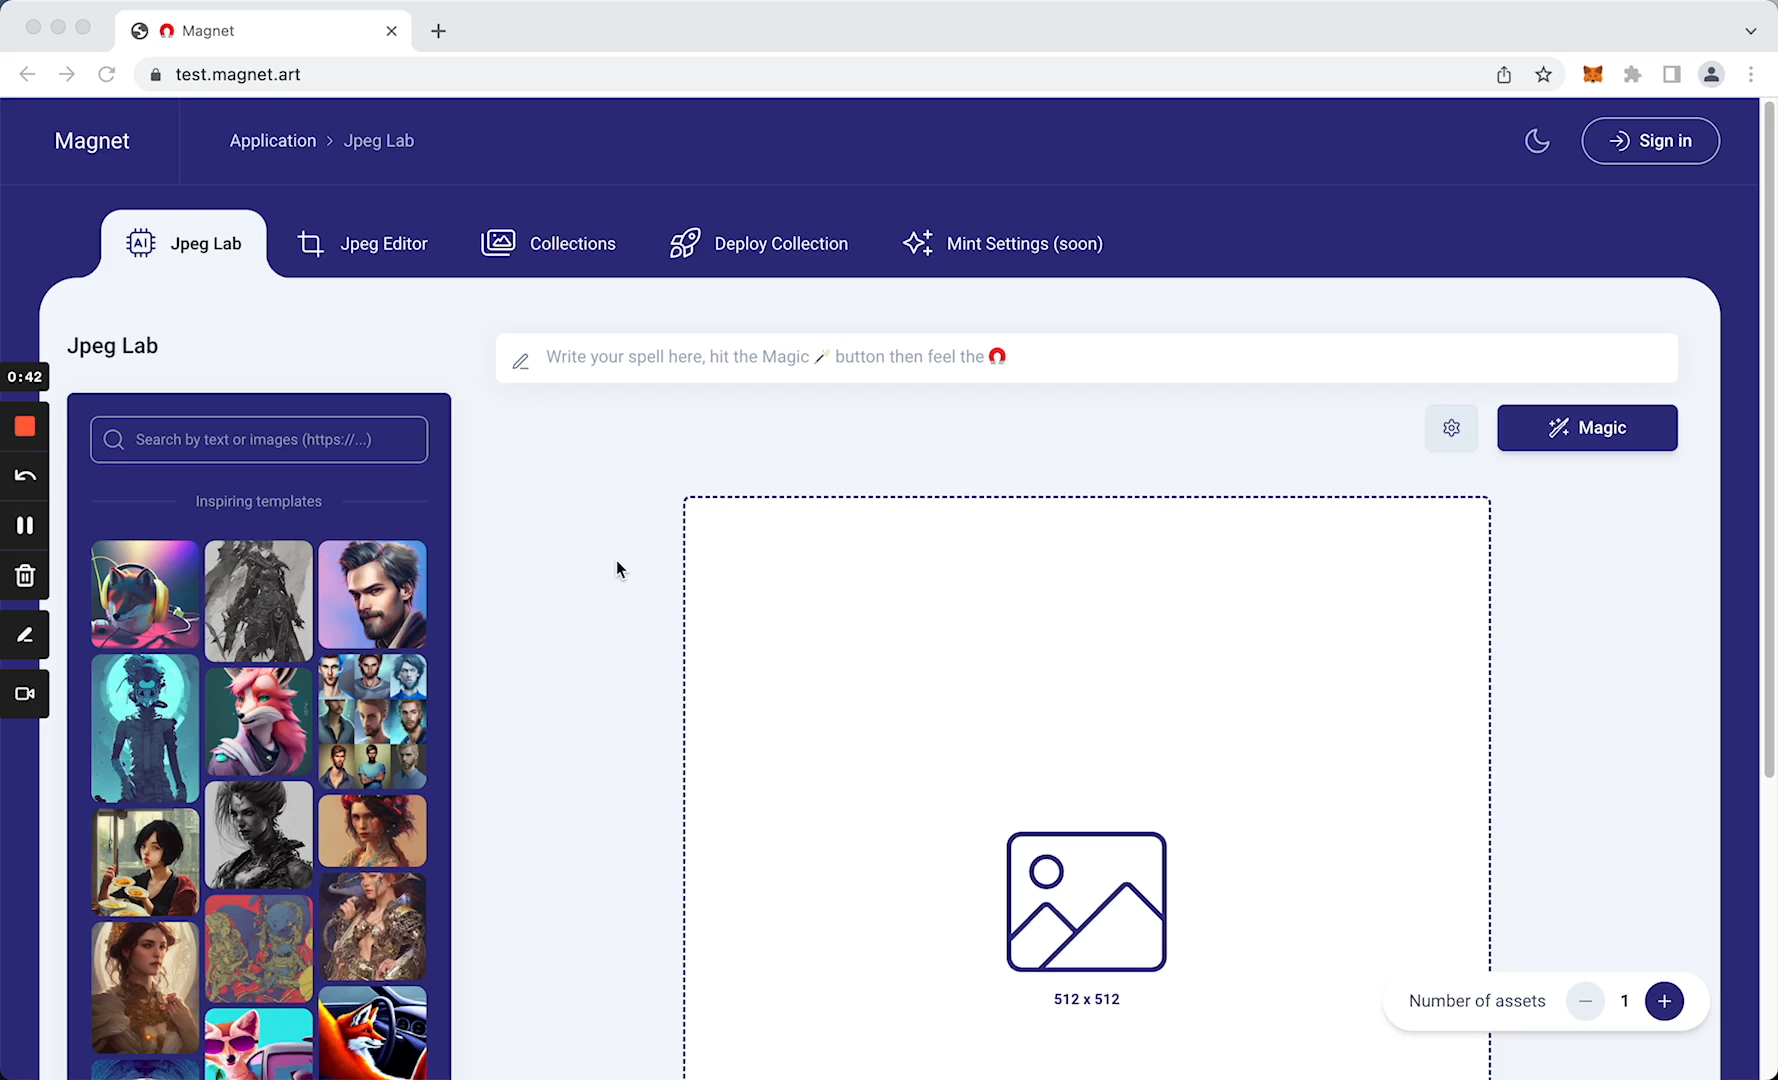 Magnet
test.magnet.art
Magnet
Application > Jpeg Lab
Sign in
AI
Jpeg Lab
Jpeg Editor
Collections
Deploy Collection
Mint Settings (soon)
Jpeg Lab
Write your spell here, hit the Magic 🪄 button then feel the 🧲
0:42
Search by text or images (https://...)
Magic
Inspiring templates
512 x 512
Number of assets
1